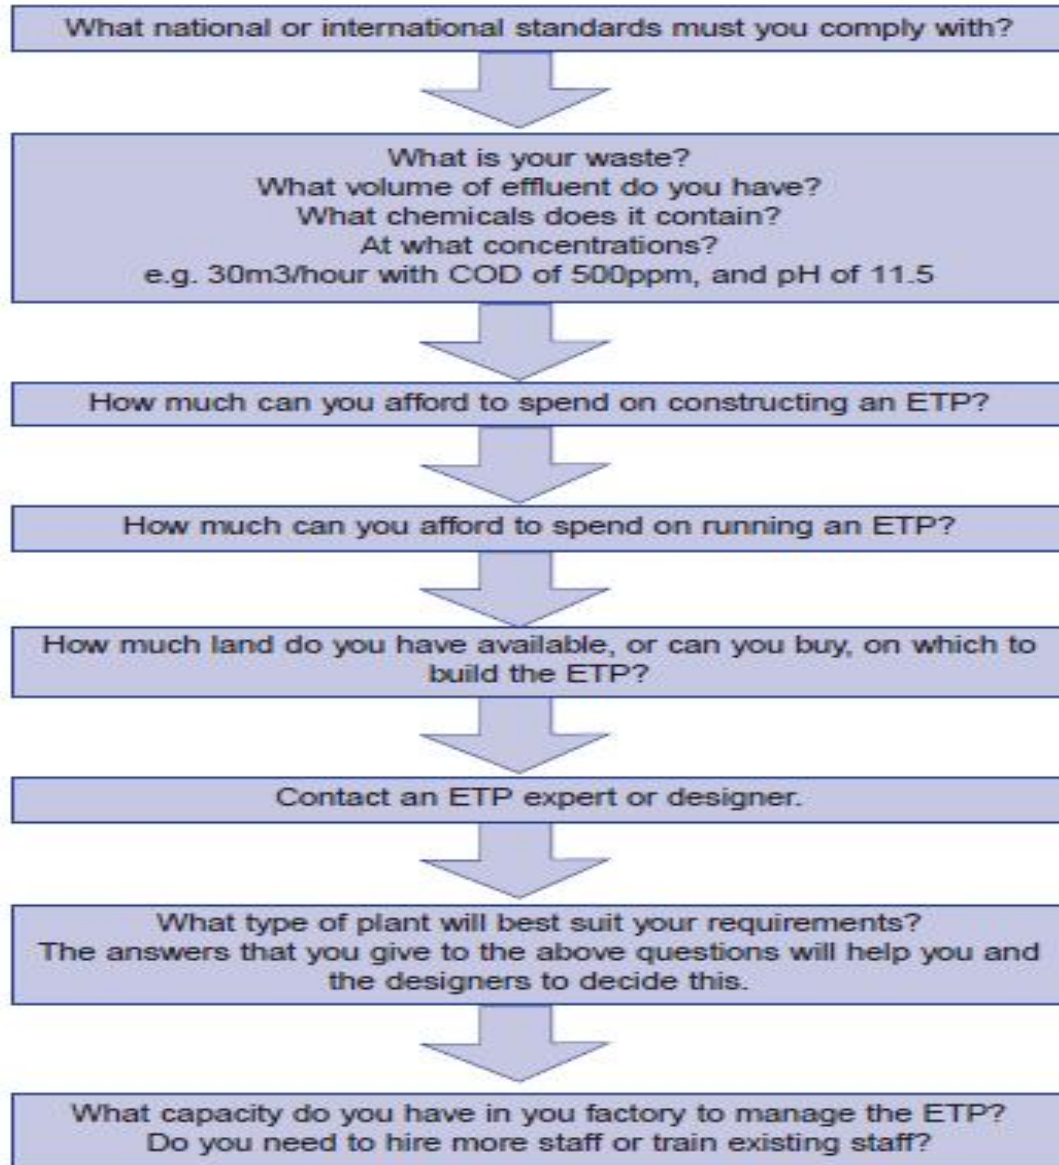 What national or international standards must you comply with?
What is your waste?
What volume of effluent do you have?
What chemicals does it contain?
At what concentrations?
e.g. 30m3/hour with COD of 500ppm, and pH of 11.5
How much can you afford to spend on constructing an ETP?
How much can you afford to spend on running an ETP?
How much land do you have available, or can you buy, on which to
build the ETP?
Contact an ETP expert or designer.
What type of plant will best suit your requirements?
The answers that you give to the above questions will help you and
the designers to decide this.
What capacity do you have in you factory to manage the ETP?
Do you need to hire more staff or train existing staff?